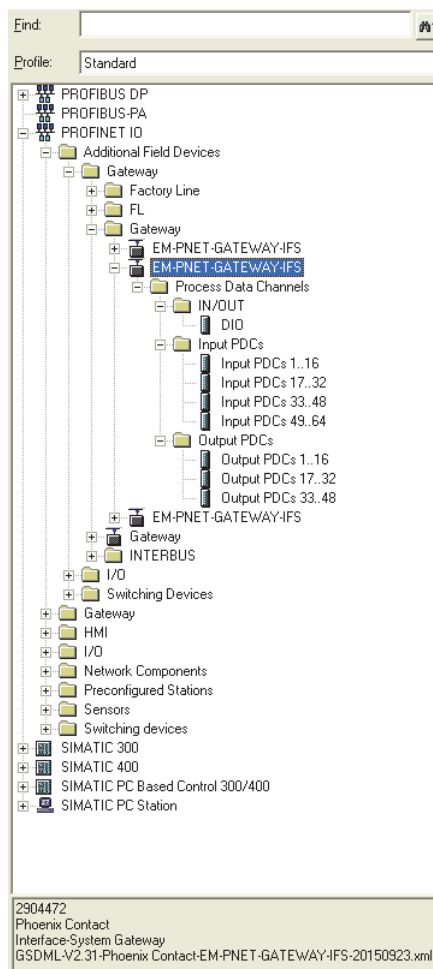 Find:
Profile: Standard
PROFIBUS DP
PROFIBUS-PA
PROFINET IO
Additional Field Devices
Gateway
Factory Line
FL
Gateway
EM-PNET-GATEWAY-IFS
EM-PNET-GATEWAY-IFS
Process Data Channels
IN/OUT
DIO
Input PDCs
Input PDCs 1..16
Input PDCs 17..32
Input PDCs 33..48
Input PDCs 49..64
Output PDCs
Output PDCs 1..16
Output PDCs 17..32
Output PDCs 33..48
EM-PNET-GATEWAY-IFS
Gateway
INTERBUS
I/O
Switching Devices
Gateway
HMI
I/O
Network Components
Preconfigured Stations
Sensors
Switching devices
SIMATIC 300
SIMATIC 400
SIMATIC PC Based Control 300/400
SIMATIC PC Station
2904472
Phoenix Contact
Interface-System Gateway
GSDML-V2.31-Phoenix Contact-EM-PNET-GATEWAY-IFS-20150923.xml